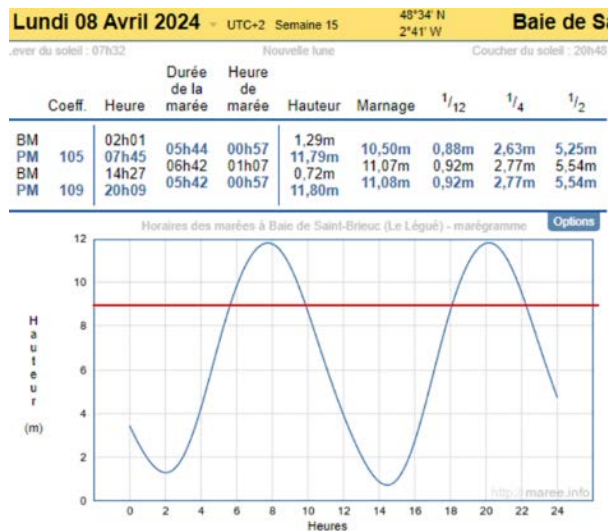 Lundi 08 Avril 2024 - UTC+2 Semaine 15 48°34' N Baie de Sa
2°41' W
ever du soleil : 07h32 Nouvelle lune Coucher du soleil : 20h48
Durée Heure
de la de
Coeff. Heure marée marée Hauteur Marnage 1/12 1/4 1/2
BM 02h01 1,29m
05h44 00h57 10,50m 0,88m 2,63m 5,25m
PM 105 07h45 11,79m
06h42 01h07 11,07m 0,92m 2,77m 5,54m
BM 14h27 0,72m
05h42 00h57 11,08m 0,92m 2,77m 5,54m
PM 109 20h09 11,80m
Horaires des marées à Baie de Saint-Brieuc (Le Légué) - marégramme Options
12
10
8
6
4
2
0
Hauteur
(m)
http://maree.info
0 2 4 6 8 10 12 14 16 18 20 22 24
Heures